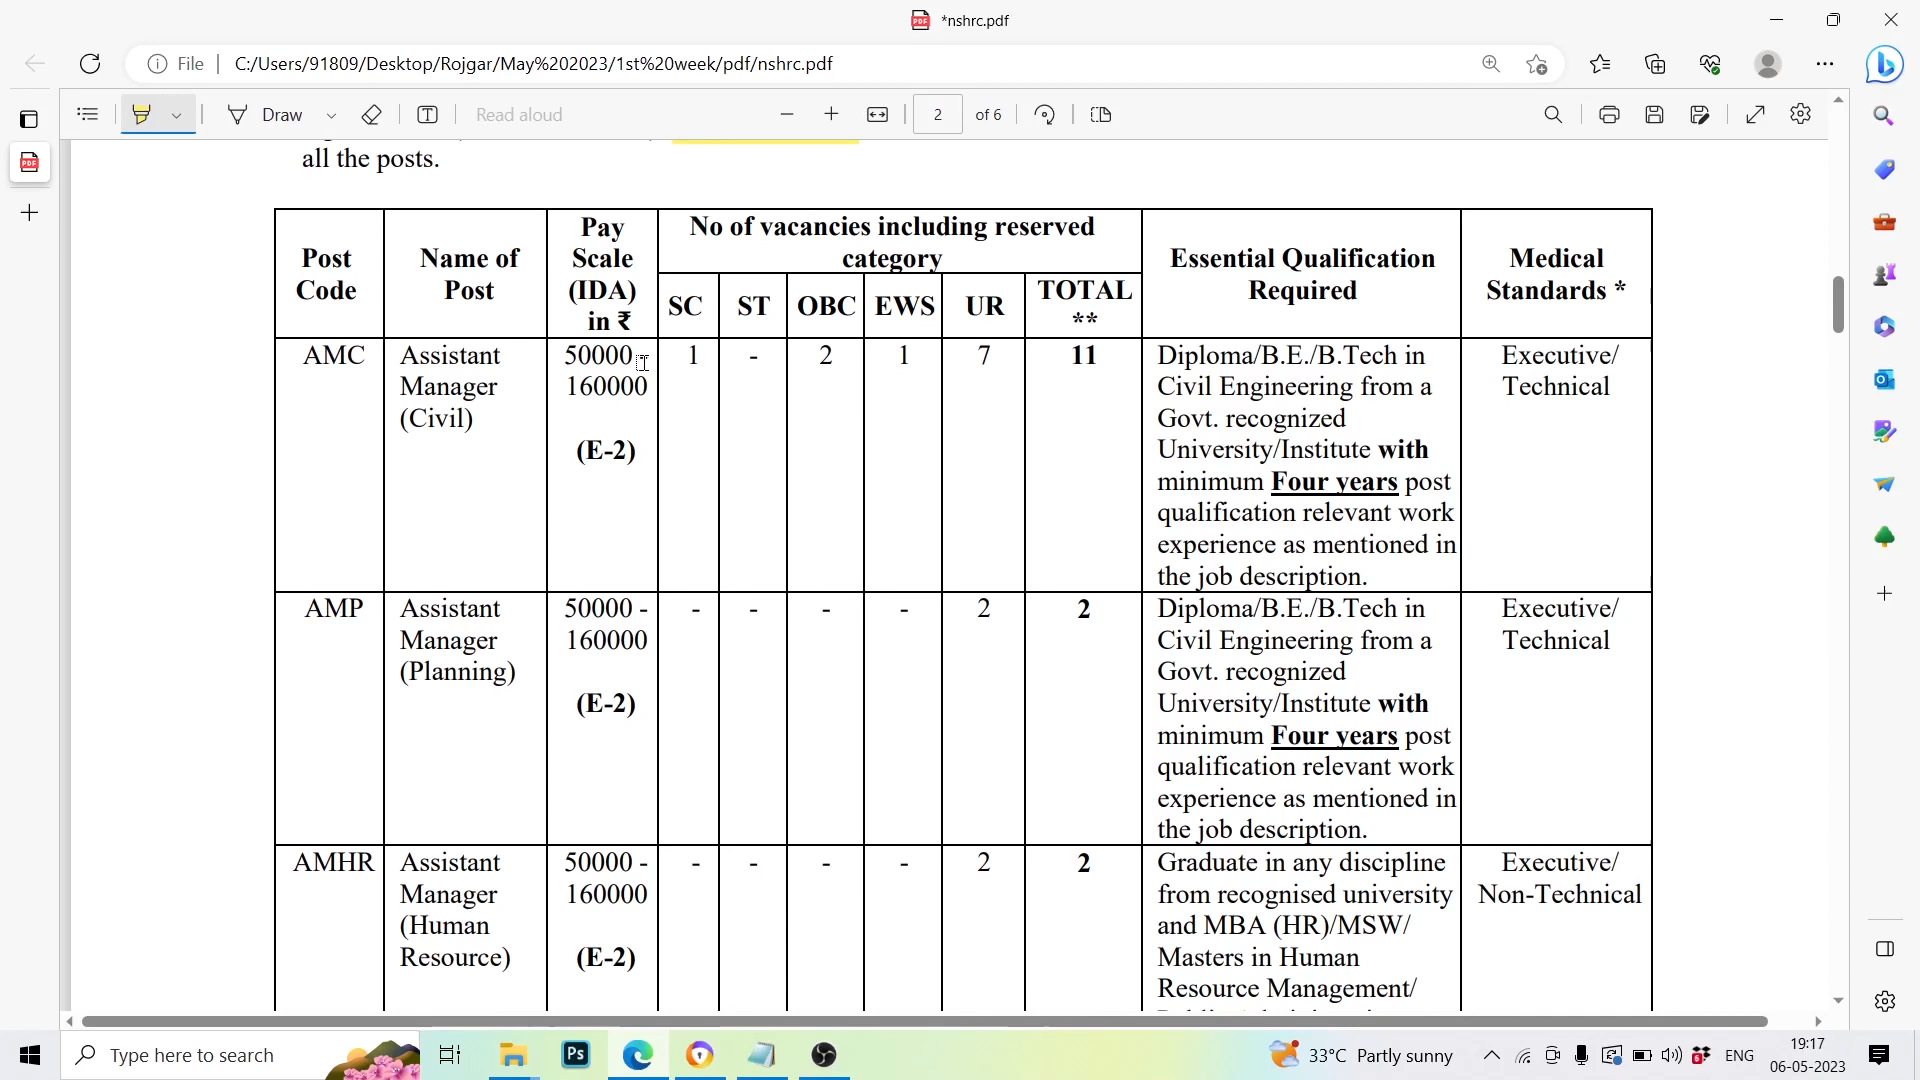 *nshrc.pdf
File
C:/Users/91809/Desktop/Rojgar/May%202023/1st%20week/pdf/nshrc.pdf
Draw
Read aloud
2
of 6
all the posts.
Post
Code
Name of
Post
Pay
Scale
(IDA)
in ₹
No of vacancies including reserved
category
SC
ST
OBC
EWS
UR
TOTAL
**
Essential Qualification
Required
Medical
Standards *
AMC
Assistant
Manager
(Civil)
50000 -
160000
(E-2)
1
-
2
1
7
11
Diploma/B.E./B.Tech in
Civil Engineering from a
Govt. recognized
University/Institute with
minimum Four years post
qualification relevant work
experience as mentioned in
the job description.
Executive/
Technical
AMP
Assistant
Manager
(Planning)
50000 -
160000
(E-2)
-
-
-
-
2
2
Diploma/B.E./B.Tech in
Civil Engineering from a
Govt. recognized
University/Institute with
minimum Four years post
qualification relevant work
experience as mentioned in
the job description.
Executive/
Technical
AMHR
Assistant
Manager
(Human
Resource)
50000 -
160000
(E-2)
-
-
-
-
2
2
Graduate in any discipline
from recognised university
and MBA (HR)/MSW/
Masters in Human
Resource Management/
Executive/
Non-Technical
Type here to search
Ps
33°C Partly sunny
ENG
19:17
06-05-2023